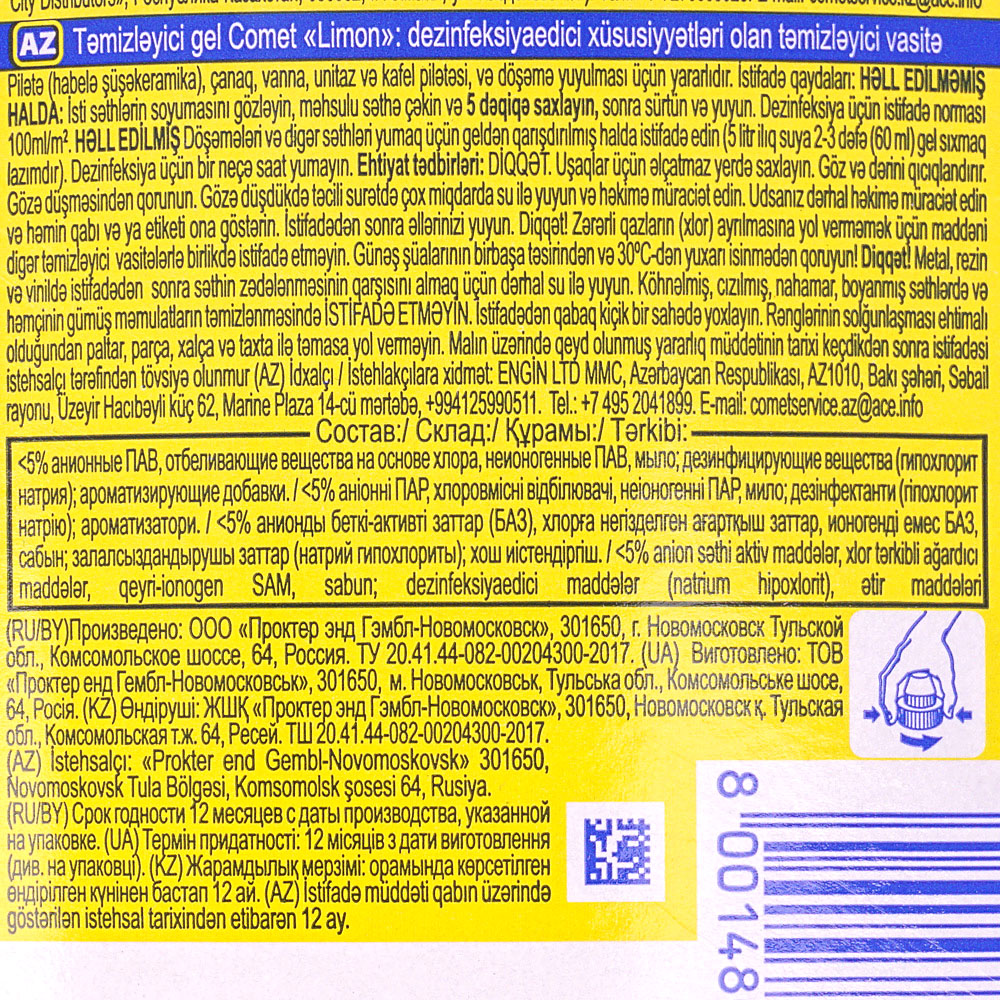 AZ Təmizləyici gel Comet «Limon»: dezinfeksiyaedici xüsusiyyətləri olan təmizləyici vasitə
Pilətə (habelə şüşəkeramika), çanaq, vanna, unitaz və kafel pilətəsi, və döşəmə yuyulması üçün yararlıdır. İstifadə qaydaları: HƏLL EDİLMƏMİŞ
HALDA: İsti səthlərin soyumasını gözləyin, məhsulu səthə çəkin və 5 dəqiqə saxlayın, sonra sürtün və yuyun. Dezinfeksiya üçün istifadə norması
100ml/m². HƏLL EDİLMİŞ Döşəmələri və digər səthləri yumaq üçün geldən qarışdırılmış halda istifadə edin (5 litr ilıq suya 2-3 dəfə (60 ml) gel sıxmaq
lazımdır). Dezinfeksiya üçün bir neçə saat yumayın. Ehtiyat tədbirləri: DİQQƏT. Uşaqlar üçün əlçatmaz yerdə saxlayın. Göz və dərini qıcıqlandırır.
Gözə düşməsindən qorunun. Gözə düşdükdə təcili surətdə çox miqdarda su ilə yuyun və həkimə müraciət edin. Udsanız dərhal həkimə müraciət edin
və həmin qabı və ya etiketi ona göstərin. İstifadədən sonra əllərinizi yuyun. Diqqət! Zərərli qazların (xlor) ayrılmasına yol verməmək üçün maddəni
digər təmizləyici vasitələrlə birlikdə istifadə etməyin. Günəş şüalarının birbaşa təsirindən və 30ºC-dən yuxarı isinmədən qoruyun! Diqqət! Metal, rezin
və vinildə istifadədən sonra səthin zədələnməsinin qarşısını almaq üçün dərhal su ilə yuyun. Köhnəlmiş, cızılmış, nahamar, boyanmış səthlərdə və
həmçinin gümüş məmulatların təmizlənməsində İSTİFADƏ ETMƏYİN. İstifadədən qabaq kiçik bir sahədə yoxlayın. Rənglərinin solğunlaşması ehtimalı
olduğundan paltar, parça, xalça və taxta ilə təmasa yol verməyin. Malın üzərində qeyd olunmuş yararlıq müddətinin tarixi keçdikdən sonra istifadəsi
istehsalçı tərəfindən tövsiyə olunmur (AZ) İdxalçı / İstehlakçılara xidmət: ENGİN LTD MMC, Azərbaycan Respublikası, AZ1010, Bakı şəhəri, Səbail
rayonu, Üzeyir Hacıbəyli küç 62, Marine Plaza 14-cü mərtəbə, +994125990511. Tel.: +7 495 2041899. E-mail: cometservice.az@ace.info
Состав:/ Склад:/ Құрамы:/ Tərkibi:
<5% анионные ПАВ, отбеливающие вещества на основе хлора, неионогенные ПАВ, мыло; дезинфицирующие вещества (гипохлорит
натрия); ароматизирующие добавки. / <5% аніонні ПАР, хлоровмісні відбілювачі, неіоногенні ПАР, мило; дезінфектанти (гіпохлорит
натрію); ароматизатори. / <5% анионды беткі-активті заттар (БАЗ), хлорға негізделген ағартқыш заттар, ионогенді емес БАЗ,
сабын; залалсыздандырушы заттар (натрий гипохлориты); хош иістендіргіш. / <5% anion səthi aktiv maddələr, xlor tərkibli ağardıcı
maddələr, qeyri-ionogen SAM, sabun; dezinfeksiyaedici maddələr (natrium hipoxlorit), ətir maddələri
(RU/BY)Произведено: ООО «Проктер энд Гэмбл-Новомосковск», 301650, г. Новомосковск Тульской
обл., Комсомольское шоссе, 64, Россия. ТУ 20.41.44-082-00204300-2017. (UA) Виготовлено: ТОВ
«Проктер енд Гембл-Новомосковськ», 301650, м. Новомосковськ, Тульська обл., Комсомольське шосе,
64, Росія. (KZ) Өндіруші: ЖШҚ «Проктер энд Гэмбл-Новомосковск», 301650, Новомосковск қ. Тульская
обл., Комсомольская т.ж. 64, Ресей. ТШ 20.41.44-082-00204300-2017.
(AZ) İstehsalçı: «Prokter end Gembl-Novomoskovsk» 301650,
Novomoskovsk Tula Bölgəsi, Komsomolsk şosesi 64, Rusiya.
(RU/BY) Срок годности 12 месяцев с даты производства, указанной
на упаковке. (UA) Термін придатності: 12 місяців з дати виготовлення
(див. на упаковці). (KZ) Жарамдылық мерзімі: орамында көрсетілген
өндірілген күнінен бастап 12 ай. (AZ) İstifadə müddəti qabın üzərində
göstərilən istehsal tarixindən etibarən 12 ay.
8 00148